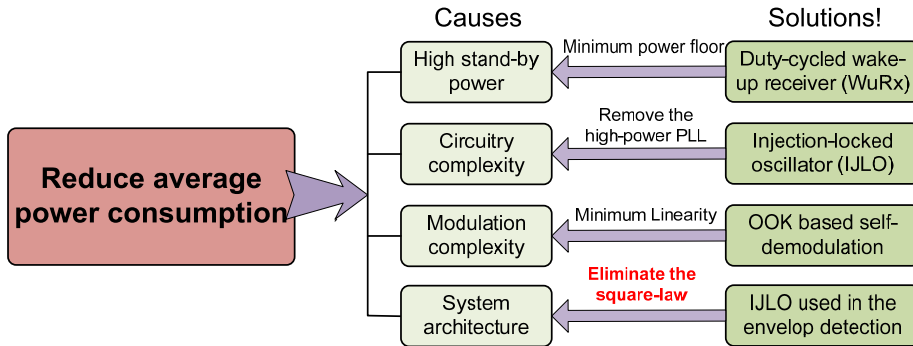 Causes
Solutions!
Reduce average
power consumption
High stand-by
power
Minimum power floor
Duty-cycled wake-
up receiver (WuRx)
Circuitry
complexity
Remove the
high-power PLL
Injection-locked
oscillator (IJLO)
Modulation
complexity
Minimum Linearity
OOK based self-
demodulation
System
architecture
Eliminate the
square-law
IJLO used in the
envelop detection